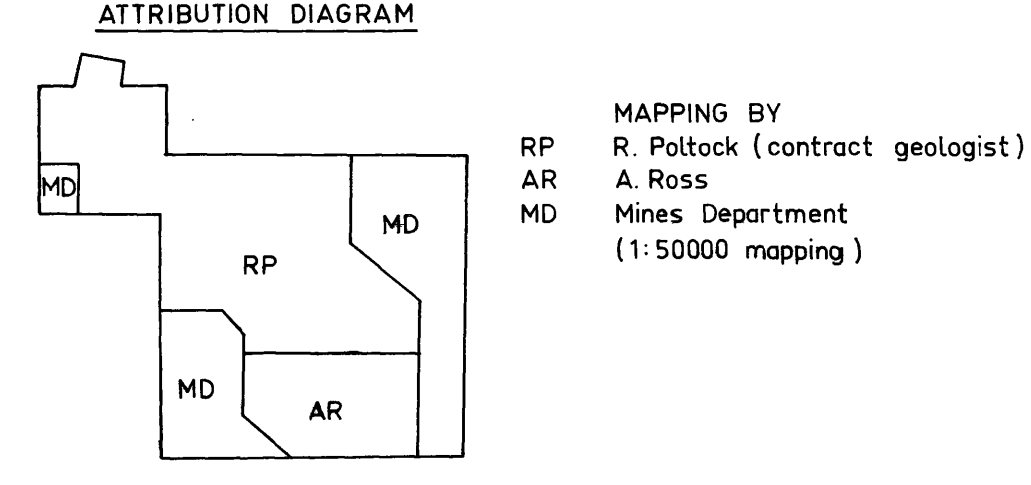 ATTRIBUTION DIAGRAM
MAPPING BY
RP R. Poltock (contract geologist)
AR A. Ross
MD Mines Department
(1:50000 mapping)
MD
MD
RP
MD
AR